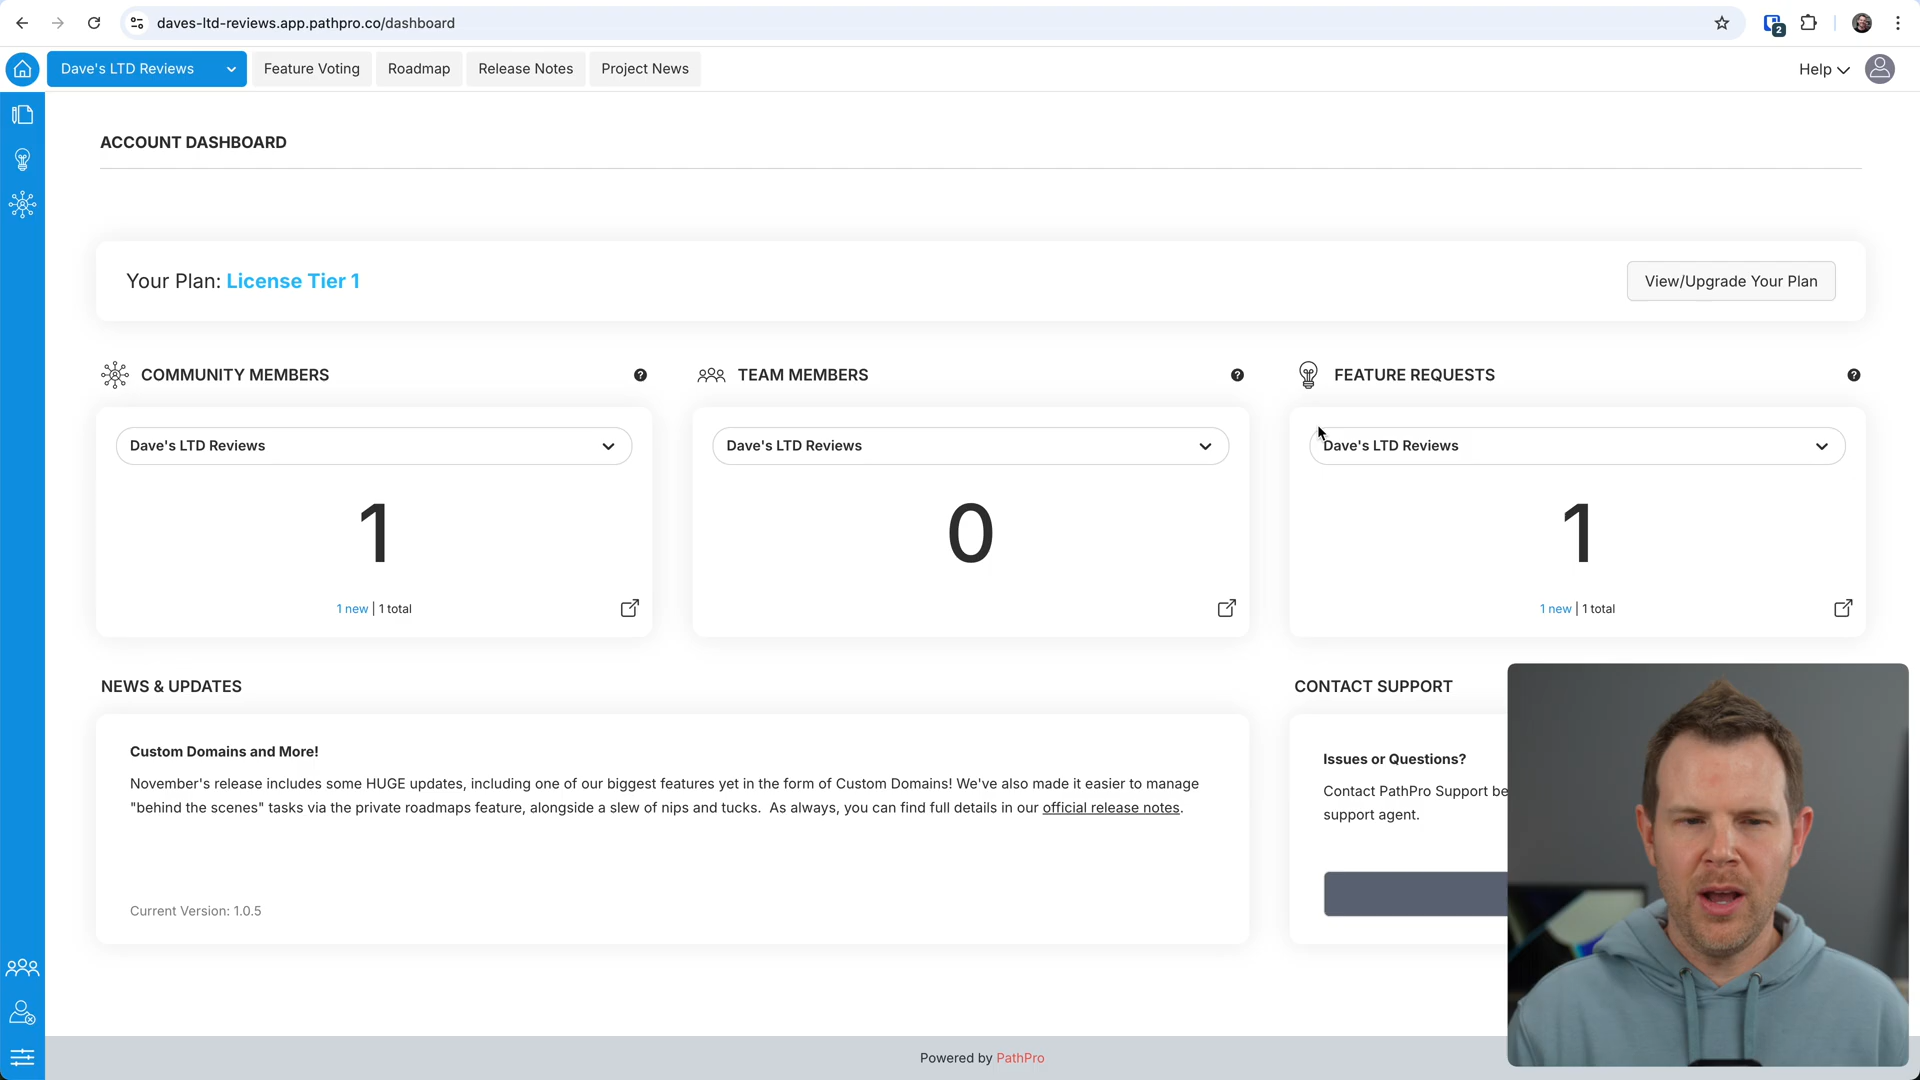 daves-ltd-reviews.app.pathpro.co/dashboard
2
Dave's LTD Reviews
Feature Voting
Roadmap
Release Notes
Project News
Help
ACCOUNT DASHBOARD
Your Plan: License Tier 1
View/Upgrade Your Plan
COMMUNITY MEMBERS
?
TEAM MEMBERS
?
FEATURE REQUESTS
?
Dave's LTD Reviews
Dave's LTD Reviews
Dave's LTD Reviews
1
0
1
1 new | 1 total
1 new | 1 total
NEWS & UPDATES
CONTACT SUPPORT
Custom Domains and More!
November's release includes some HUGE updates, including one of our biggest features yet in the form of Custom Domains! We've also made it easier to manage
"behind the scenes" tasks via the private roadmaps feature, alongside a slew of nips and tucks. As always, you can find full details in our official release notes.
Current Version: 1.0.5
Issues or Questions?
Contact PathPro Support be
support agent.
Powered by PathPro